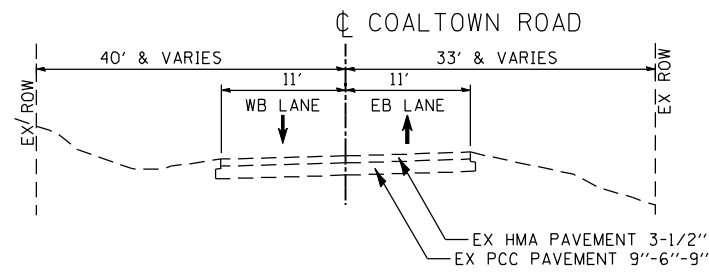 ℄ COALTOWN ROAD
40' & VARIES
33' & VARIES
11'
11'
WB LANE
EB LANE
EX ROW
EX ROW
EX HMA PAVEMENT 3-1/2"
EX PCC PAVEMENT 9"-6"-9"